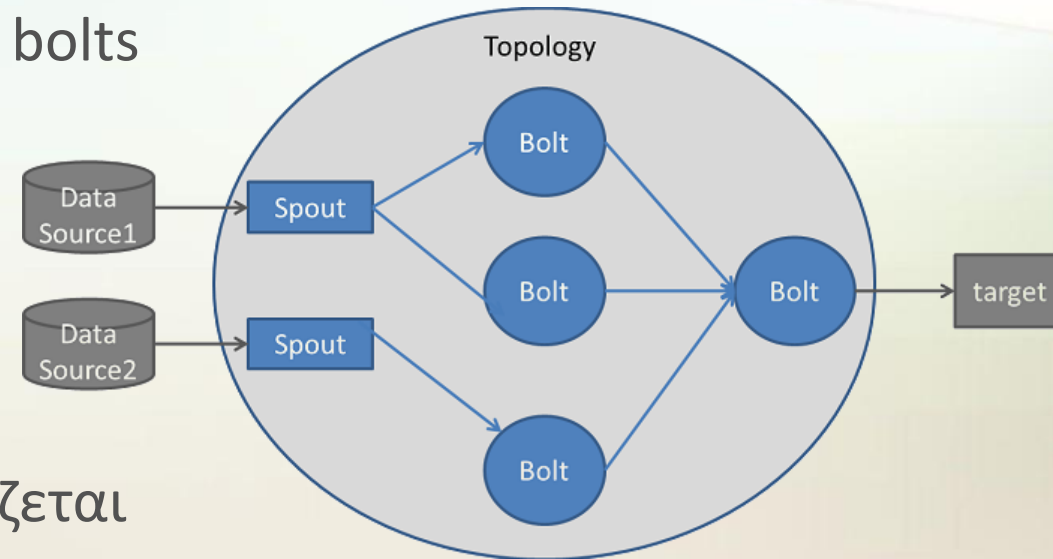 bolts
Topology
Bolt
Data
Source1
Spout
Bolt
Bolt
target
Data
Source2
Spout
Bolt
ζεται